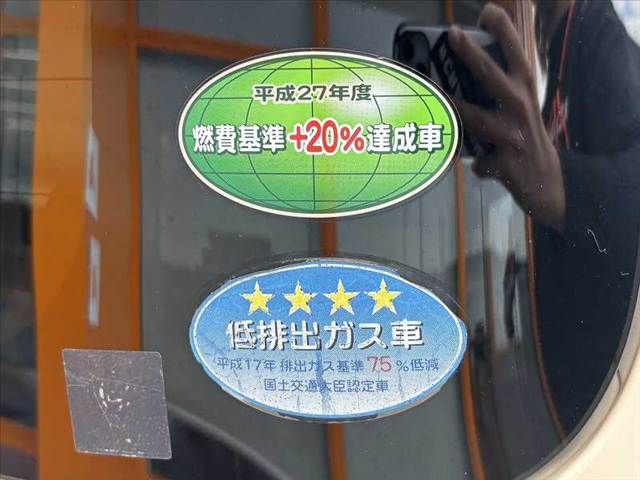 平成27年度
燃費基準+20%達成車
低排出ガス車
平成17年 排出ガス基準 75%低減
国土交通大臣認定車